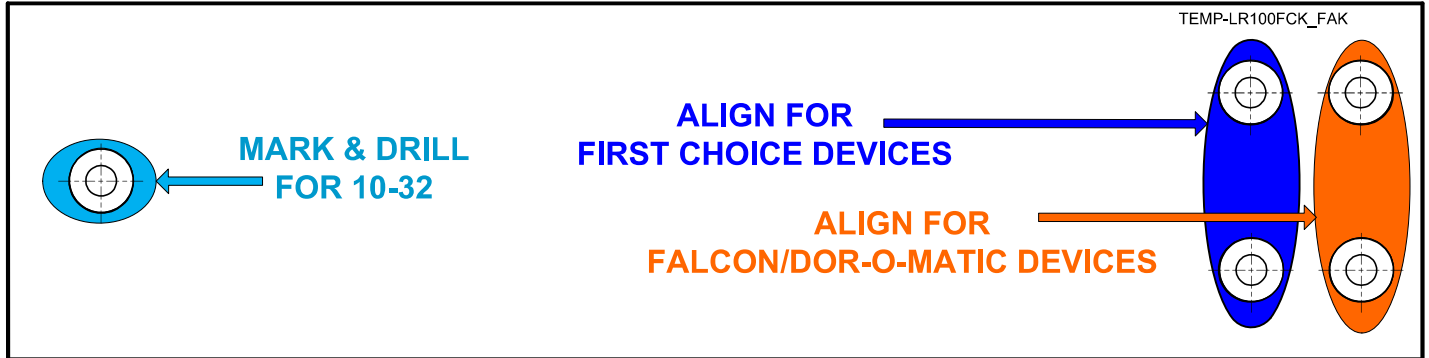 TEMP-LR100FCK_FAK
MARK & DRILL
FOR 10-32
ALIGN FOR
FIRST CHOICE DEVICES
ALIGN FOR
FALCON/DOR-O-MATIC DEVICES